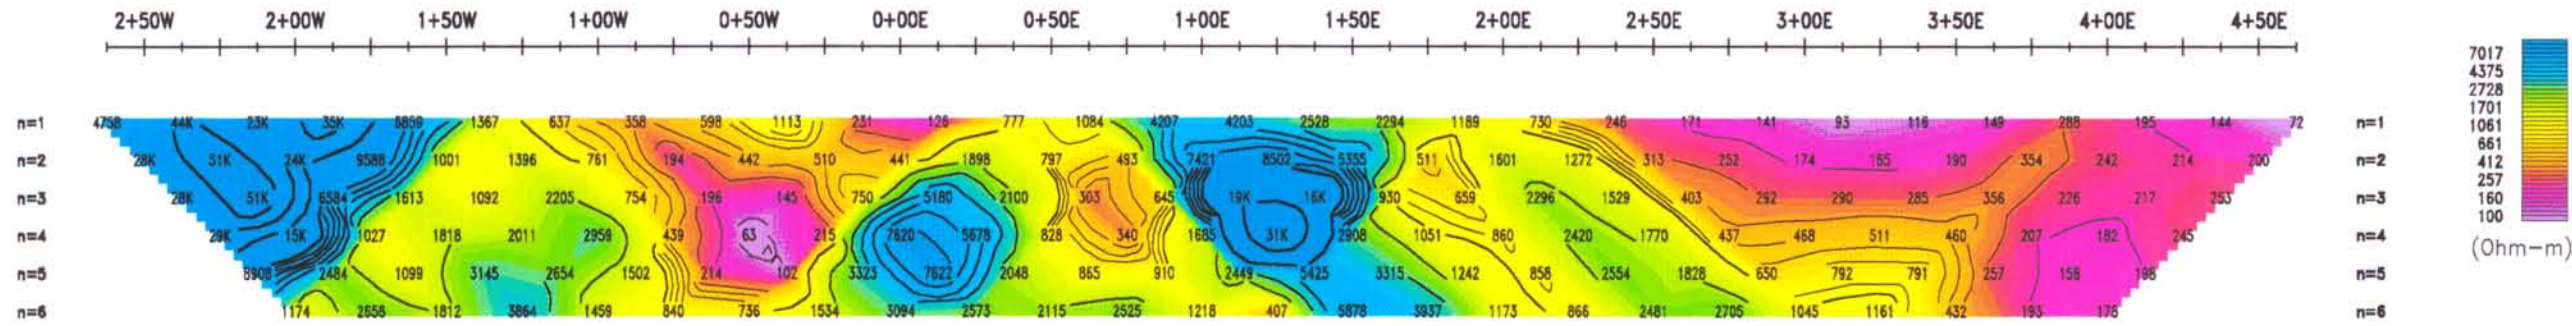 2+50W 2+00W 1+50W 1+00W 0+50W 0+00E 0+50E 1+00E 1+50E 2+00E 2+50E 3+00E 3+50E 4+00E 4+50E
n=1 4758 44K 23K 35K 6859 1367 637 358 598 1113 231 126 777 1084 4207 4203 2528 2294 1189 730 246 171 141 93 116 149 288 195 144 72 n=1
n=2 28K 51K 24K 9588 1001 1396 761 194 442 510 441 1898 797 493 7421 8502 5355 511 1601 1272 313 252 174 165 190 354 242 214 200 n=2
n=3 28K 51K 6584 1613 1092 2205 754 196 145 750 5180 2100 303 645 19K 16K 930 659 2296 1529 403 292 290 285 356 226 217 253 n=3
n=4 29K 15K 1027 1818 2011 2959 439 63 215 7620 5678 828 340 1685 31K 2908 1051 860 2420 1770 437 468 511 460 207 182 245 n=4
n=5 8908 2484 1099 3145 2654 1502 214 102 3323 7622 2048 865 910 2449 5425 3315 1242 858 2554 1828 650 792 791 257 158 198 n=5
n=6 1174 2658 1812 3864 1459 840 736 1534 3094 2573 2115 2525 1218 407 5878 3937 1173 866 2481 2705 1045 1161 432 193 178 n=6
7017
4375
2728
1701
1061
661
412
257
160
100
(Ohm-m)